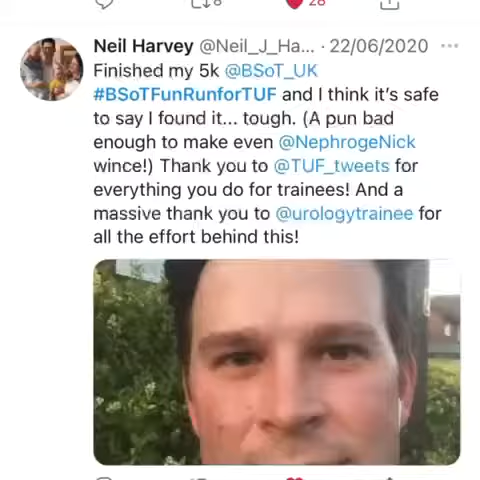 8
28
Neil Harvey @Neil_J_Ha... · 22/06/2020
Finished my 5k @BSoT_UK
#BSoTFunRunforTUF and I think it's safe
to say I found it... tough. (A pun bad
enough to make even @NephrogeNick
wince!) Thank you to @TUF_tweets for
everything you do for trainees! And a
massive thank you to @urologytrainee for
all the effort behind this!